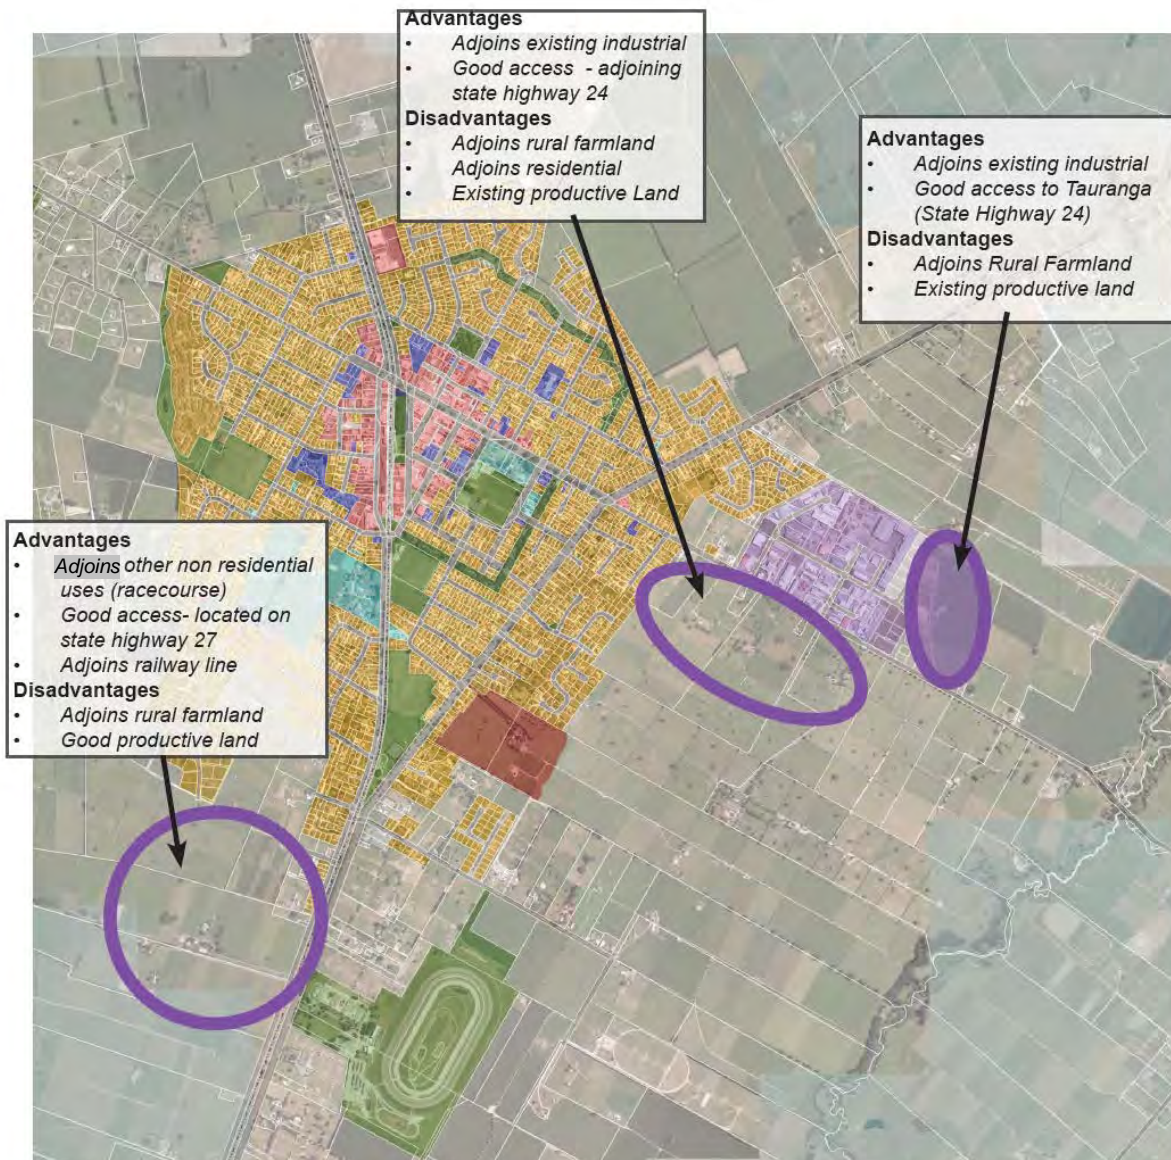 Advantages
• Adjoins existing industrial
• Good access - adjoining
state highway 24
Disadvantages
• Adjoins rural farmland
• Adjoins residential
• Existing productive Land
Advantages
• Adjoins existing industrial
• Good access to Tauranga
(State Highway 24)
Disadvantages
• Adjoins Rural Farmland
• Existing productive land
Advantages
• Adjoins other non residential
uses (racecourse)
• Good access- located on
state highway 27
• Adjoins railway line
Disadvantages
• Adjoins rural farmland
• Good productive land